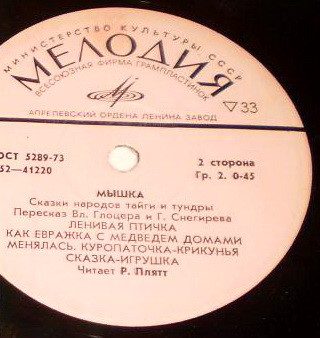 МИНИСТЕРСТВО КУЛЬТУРЫ СССР
МЕЛОДИЯ
ВСЕСОЮЗНАЯ ФИРМА ГРАМПЛАСТИНОК
▽33
АПРЕЛЕВСКИЙ ОРДЕНА ЛЕНИНА ЗАВОД
ОСТ 5289-73
52—41220
2 сторона
Гр. 2. 0-45
МЫШКА
Сказки народов тайги и тундры
Пересказ Вл. Глоцера и Г. Снегирева
ЛЕНИВАЯ ПТИЧКА
КАК ЕВРАЖКА С МЕДВЕДЕМ ДОМАМИ
МЕНЯЛАСЬ. КУРОПАТОЧКА-КРИКУНЬЯ
СКАЗКА-ИГРУШКА
Читает Р. Плятт